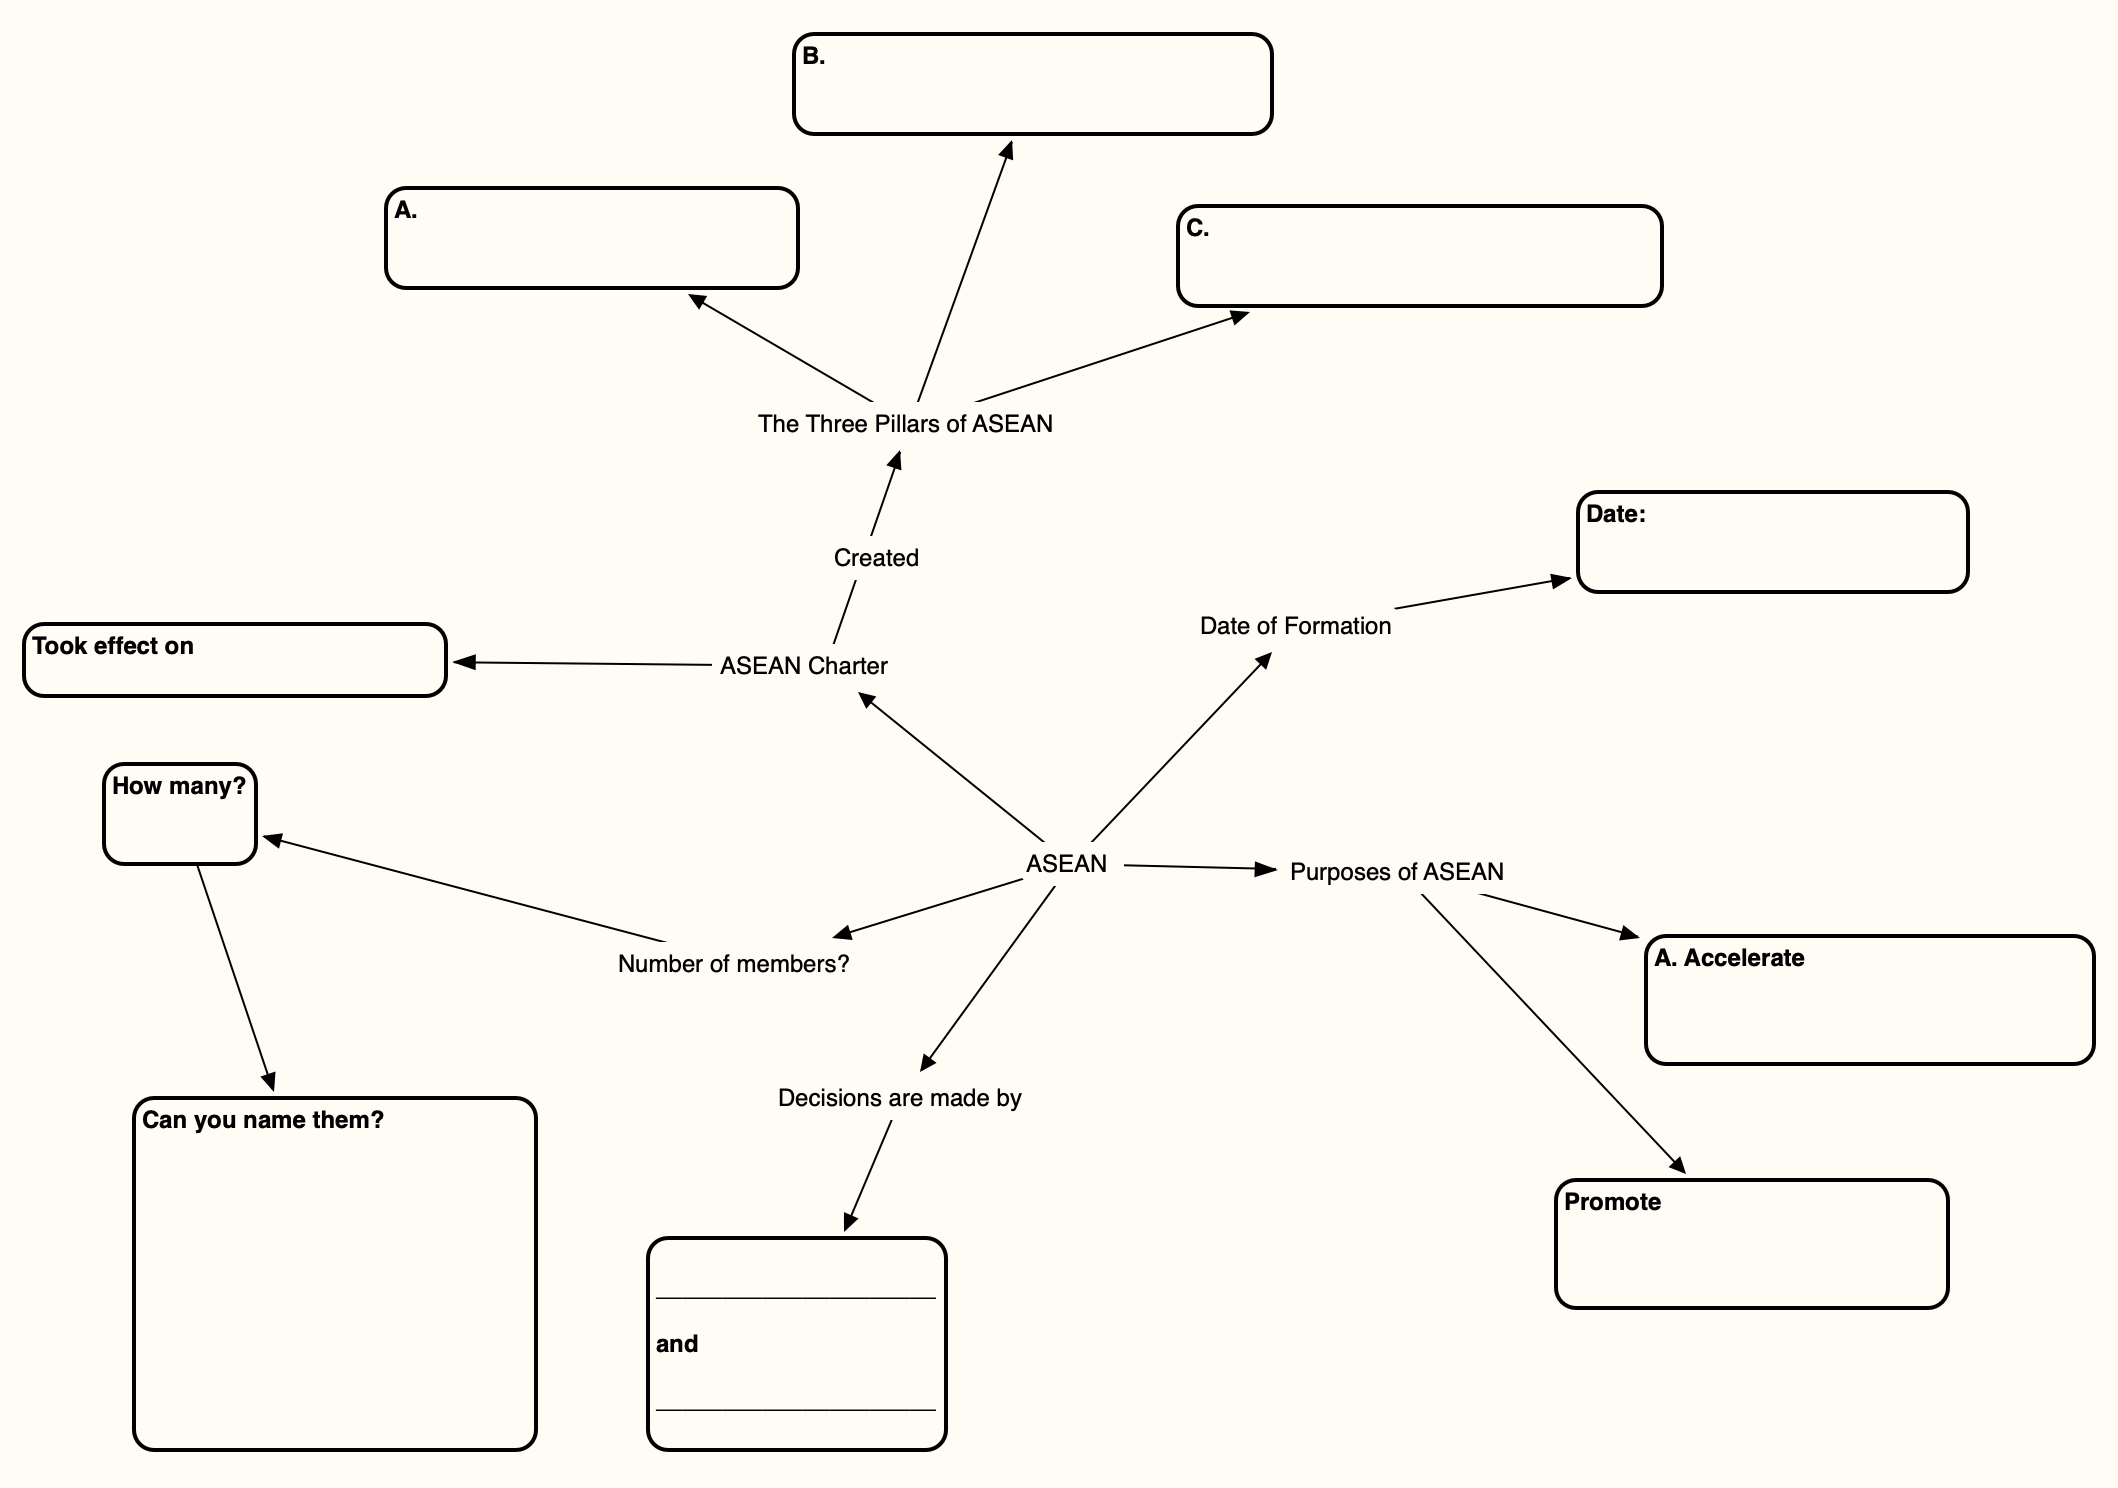 B.
A.
C.
The Three Pillars of ASEAN
Date:
Created
Date of Formation
Took effect on
ASEAN Charter
How many?
ASEAN
Purposes of ASEAN
A. Accelerate
Number of members?
Decisions are made by
Can you name them?
Promote
and